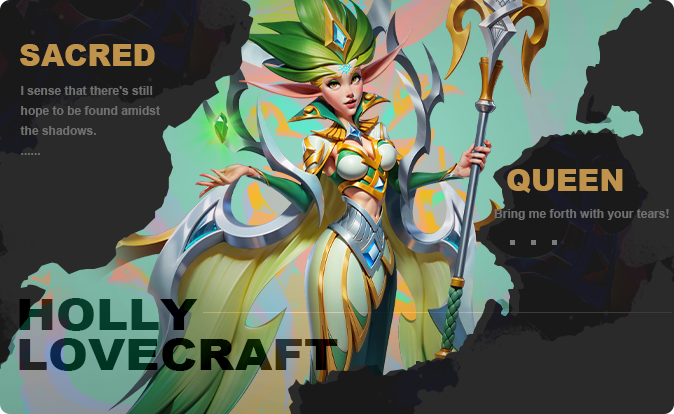 SACRED
I sense that there's still
hope to be found amidst
the shadows.
......
QUEEN
Bring me forth with your tears!
HOLLY
LOVECRAFT